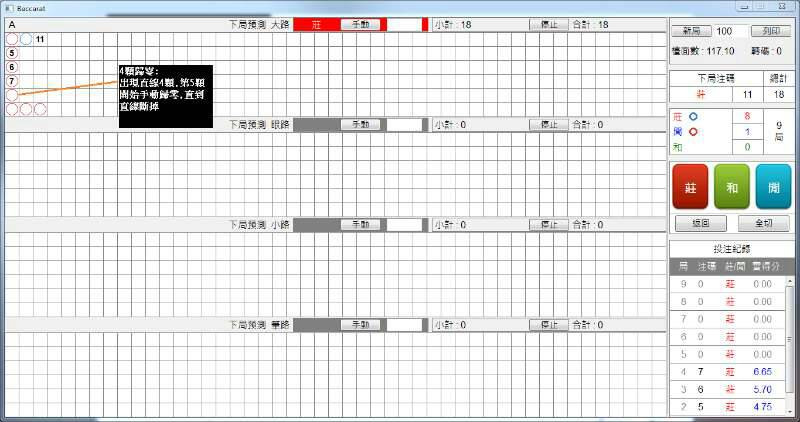 Baccarat
A
下局預測 大路 莊 手動
小計 : 18 停止 合計 : 18
11
5
6
7
4顆歸零:
出現直線4顆,第5顆
開始手動歸零,直到
直線斷掉
下局預測 眼路 手動
小計 : 0 停止 合計 : 0
下局預測 小路 手動
小計 : 0 停止 合計 : 0
下局預測 筆路 手動
小計 : 0 停止 合計 : 0
新局 100 列印
檯面數 : 117.10 轉碼 : 0
下局注碼 總計
莊 11 18
莊 8
閒 1
和 0
9
局
莊 和 閒
返回 全切
投注紀錄
局 注碼 莊/閒 實得分
9 0 莊 0.00
8 0 莊 0.00
7 0 莊 0.00
6 0 莊 0.00
5 0 莊 0.00
4 7 莊 6.65
3 6 莊 5.70
2 5 莊 4.75